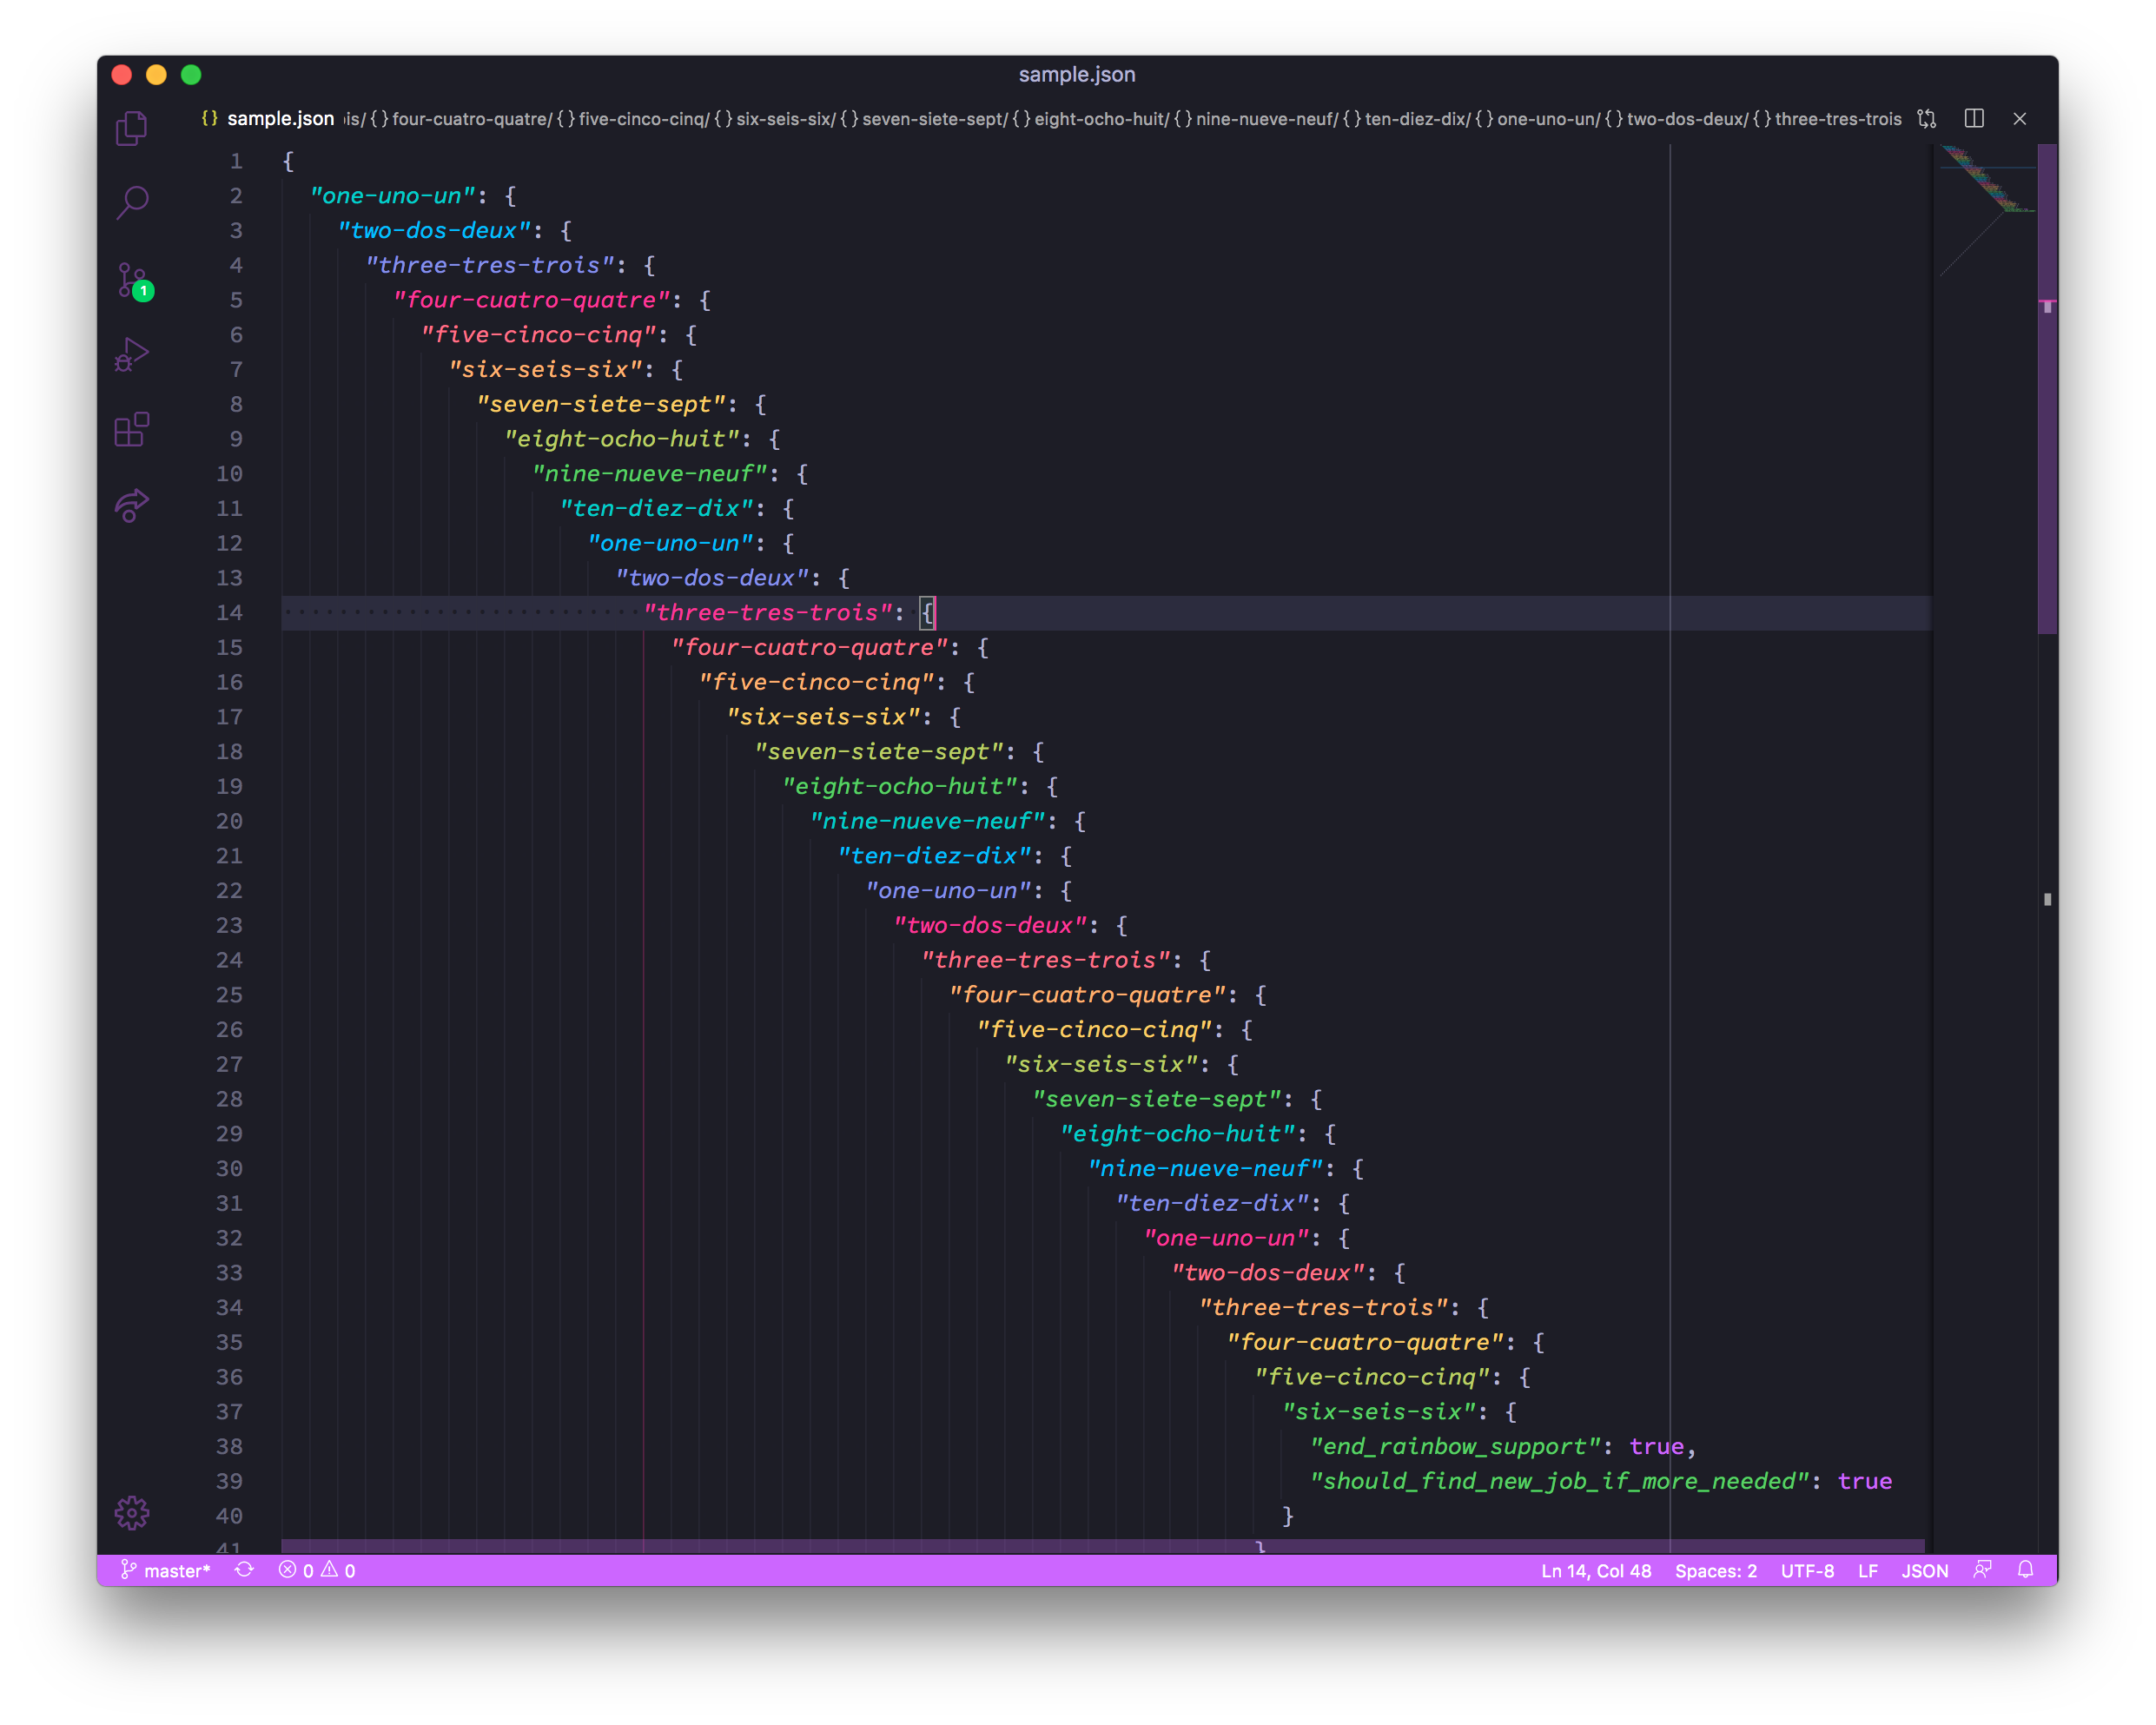 sample.json
{} sample.json is/{}four-cuatro-quatre/{}five-cinco-cinq/{}six-seis-six/{}seven-siete-sept/{}eight-ocho-huit/{}nine-nueve-neuf/{}ten-diez-dix/{}one-uno-un/{}two-dos-deux/{}three-tres-trois
1 {
2 "one-uno-un": {
3 "two-dos-deux": {
4 "three-tres-trois": {
1
5 "four-cuatro-quatre": {
6 "five-cinco-cinq": {
7 "six-seis-six": {
8 "seven-siete-sept": {
9 "eight-ocho-huit": {
10 "nine-nueve-neuf": {
11 "ten-diez-dix": {
12 "one-uno-un": {
13 "two-dos-deux": {
14 "three-tres-trois": {
15 "four-cuatro-quatre": {
16 "five-cinco-cinq": {
17 "six-seis-six": {
18 "seven-siete-sept": {
19 "eight-ocho-huit": {
20 "nine-nueve-neuf": {
21 "ten-diez-dix": {
22 "one-uno-un": {
23 "two-dos-deux": {
24 "three-tres-trois": {
25 "four-cuatro-quatre": {
26 "five-cinco-cinq": {
27 "six-seis-six": {
28 "seven-siete-sept": {
29 "eight-ocho-huit": {
30 "nine-nueve-neuf": {
31 "ten-diez-dix": {
32 "one-uno-un": {
33 "two-dos-deux": {
34 "three-tres-trois": {
35 "four-cuatro-quatre": {
36 "five-cinco-cinq": {
37 "six-seis-six": {
38 "end_rainbow_support": true,
39 "should_find_new_job_if_more_needed": true
40 }
41 }
master* 0 0 Ln 14, Col 48 Spaces: 2 UTF-8 LF JSON